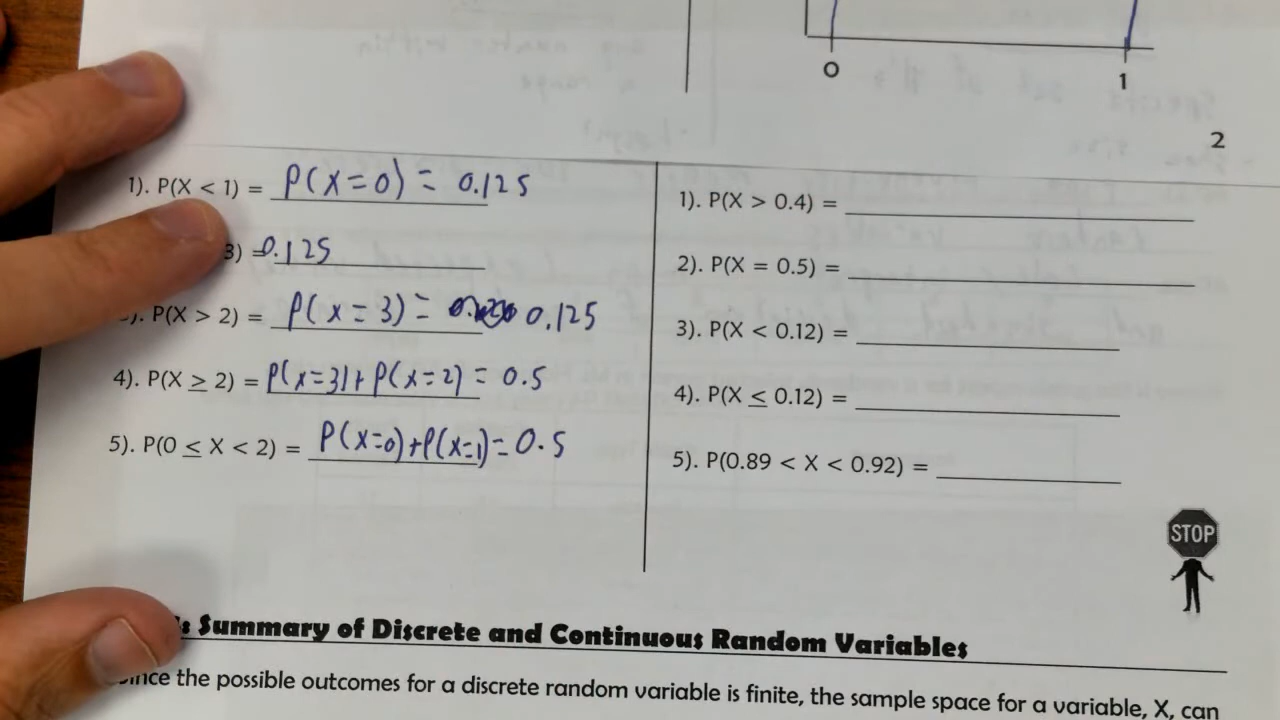 0
1
2
1). P(X < 1) = P(X=0) = 0.125
3) = 0.125
). P(X > 2) = P(X=3) = 0.125
4). P(X ≥ 2) = P(X=3)+P(X=2) = 0.5
5). P(0 ≤ X < 2) = P(X=0)+P(X=1)=0.5
1). P(X > 0.4) =
2). P(X = 0.5) =
3). P(X < 0.12) =
4). P(X ≤ 0.12) =
5). P(0.89 < X < 0.92) =
STOP
Summary of Discrete and Continuous Random Variables
the possible outcomes for a discrete random variable is finite, the sample space for a variable, X, can